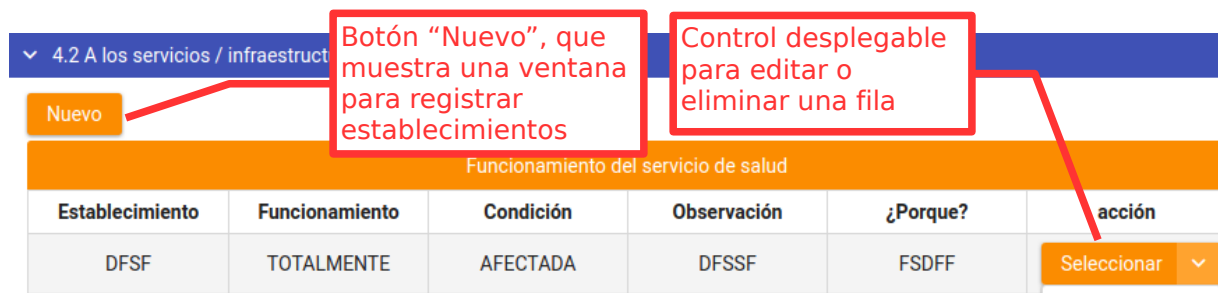 4.2 A los servicios / infraestruct
Botón “Nuevo”, que
muestra una ventana
para registrar
establecimientos
Control desplegable
para editar o
eliminar una fila
Nuevo
Funcionamiento del servicio de salud
Establecimiento Funcionamiento Condición Observación ¿Porque? acción
DFSF TOTALMENTE AFECTADA DFSSF FSDFF Seleccionar